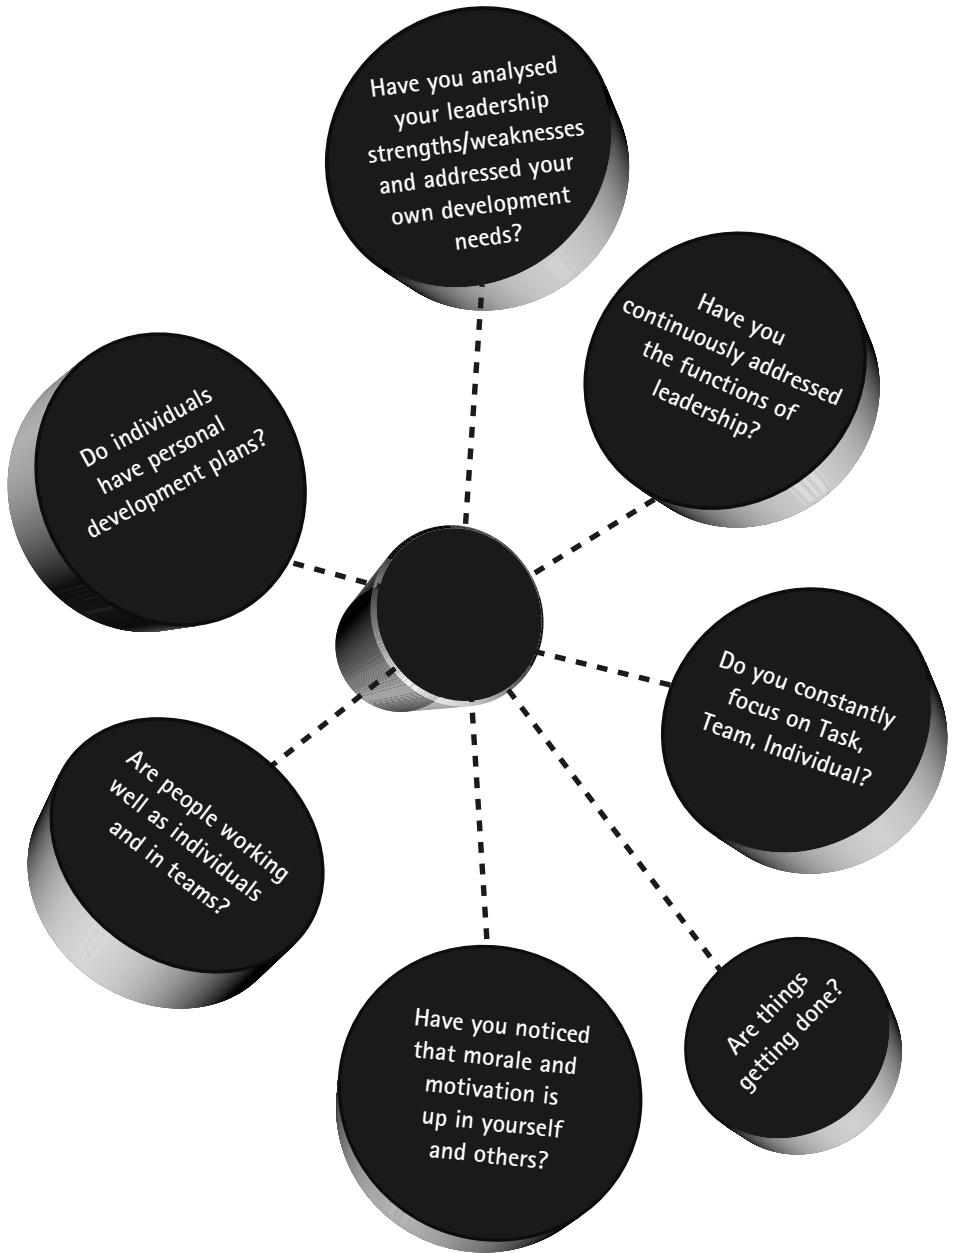 Have you analysed
your leadership
strengths/weaknesses
and addressed your
own development
needs?
Have you
continuously addressed
the functions of
leadership?
Do individuals
have personal
development plans?
Do you constantly
focus on Task,
Team, Individual?
Are people working
well as individuals
and in teams?
Are things
getting done?
Have you noticed
that morale and
motivation is
up in yourself
and others?